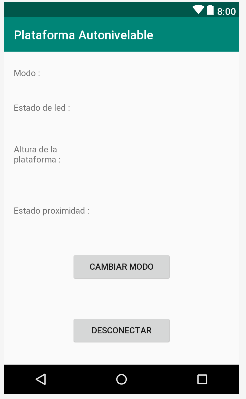 8:00
Plataforma Autonivelable
Modo :
Estado de led :
Altura de la
plataforma :
Estado proximidad :
CAMBIAR MODO
DESCONECTAR